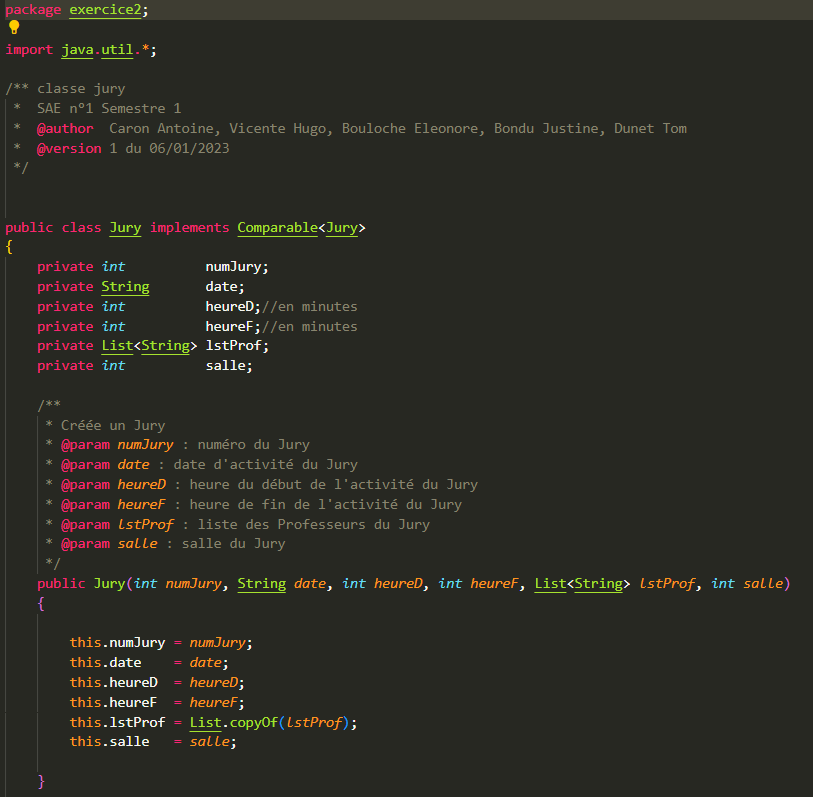 package exercice2;
import java.util.*;
/** classe jury
 *  SAE n°1 Semestre 1
 *  @author  Caron Antoine, Vicente Hugo, Bouloche Eleonore, Bondu Justine, Dunet Tom
 *  @version 1 du 06/01/2023
 */
public class Jury implements Comparable<Jury>
{
    private int          numJury;
    private String       date;
    private int          heureD;//en minutes
    private int          heureF;//en minutes
    private List<String> lstProf;
    private int          salle;
    /**
     * Créée un Jury
     * @param numJury : numéro du Jury
     * @param date : date d'activité du Jury
     * @param heureD : heure du début de l'activité du Jury
     * @param heureF : heure de fin de l'activité du Jury
     * @param lstProf : liste des Professeurs du Jury
     * @param salle : salle du Jury
     */
    public Jury(int numJury, String date, int heureD, int heureF, List<String> lstProf, int salle)
    {
        this.numJury = numJury;
        this.date    = date;
        this.heureD  = heureD;
        this.heureF  = heureF;
        this.lstProf = List.copyOf(lstProf);
        this.salle   = salle;
    }